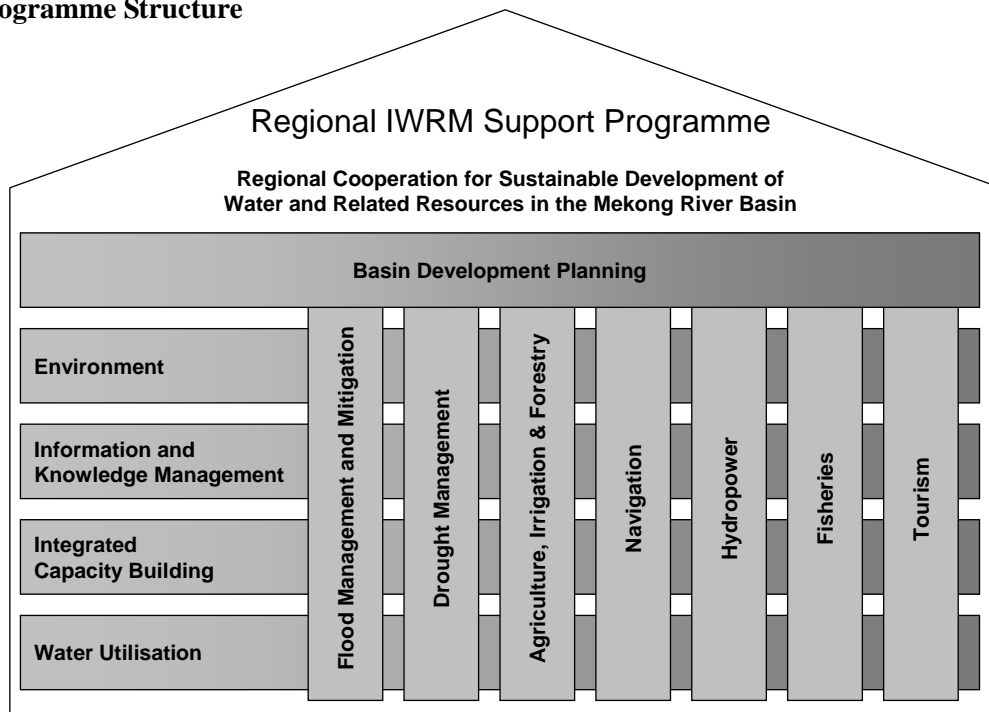 ogramme Structure
Regional IWRM Support Programme
Regional Cooperation for Sustainable Development of
Water and Related Resources in the Mekong River Basin
Basin Development Planning
Environment
Information and
Knowledge Management
Integrated
Capacity Building
Water Utilisation
Flood Management and Mitigation
Drought Management
Agriculture, Irrigation & Forestry
Navigation
Hydropower
Fisheries
Tourism